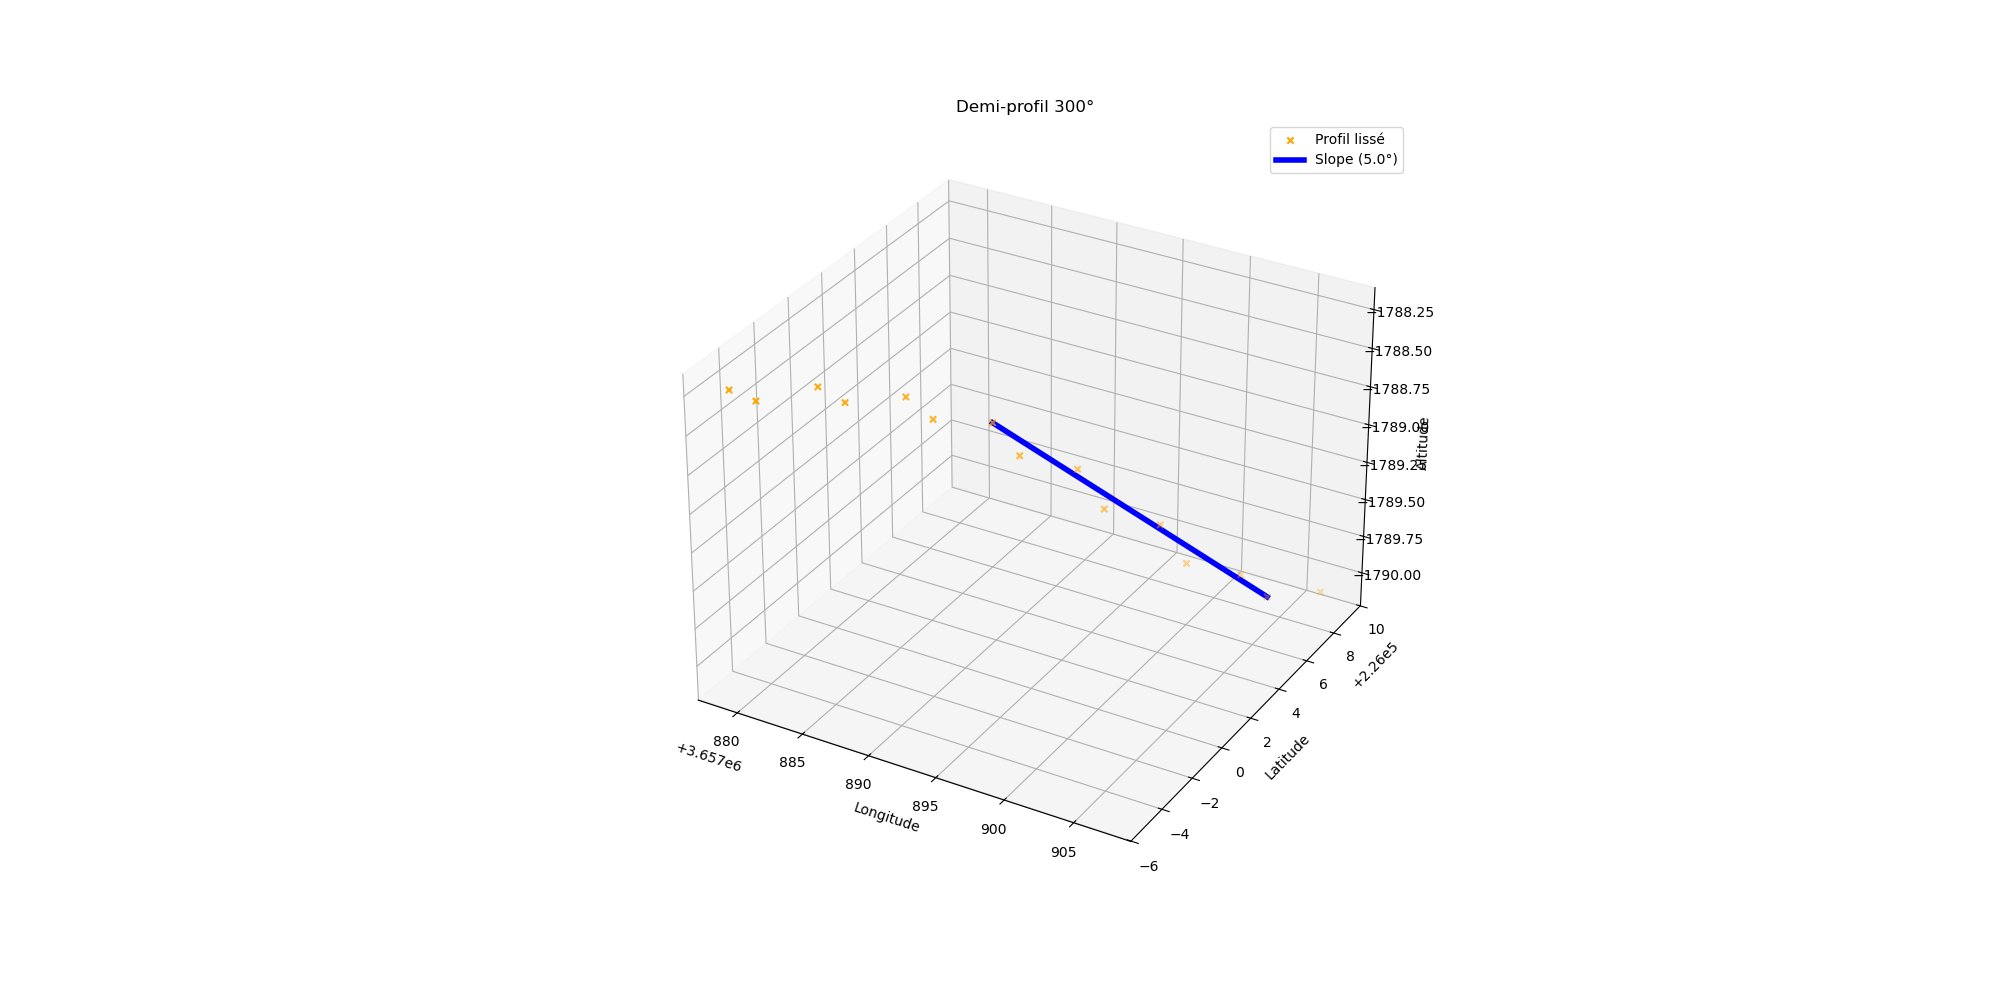 Demi-profil 300°
Profil lissé
Slope (5.0°)
−1788.25
−1788.50
−1788.75
−1789.00
−1789.25
−1789.50
−1789.75
−1790.00
Altitude
10
8
6
4
2
0
−2
−4
−6
+2.26e5
Latitude
880
885
890
895
900
905
+3.657e6
Longitude